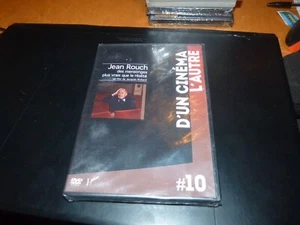 Jean Rouch
des mensonges
plus vrais que la réalité
D'UN CINÉMA
L'AUTRE
#10
DVD